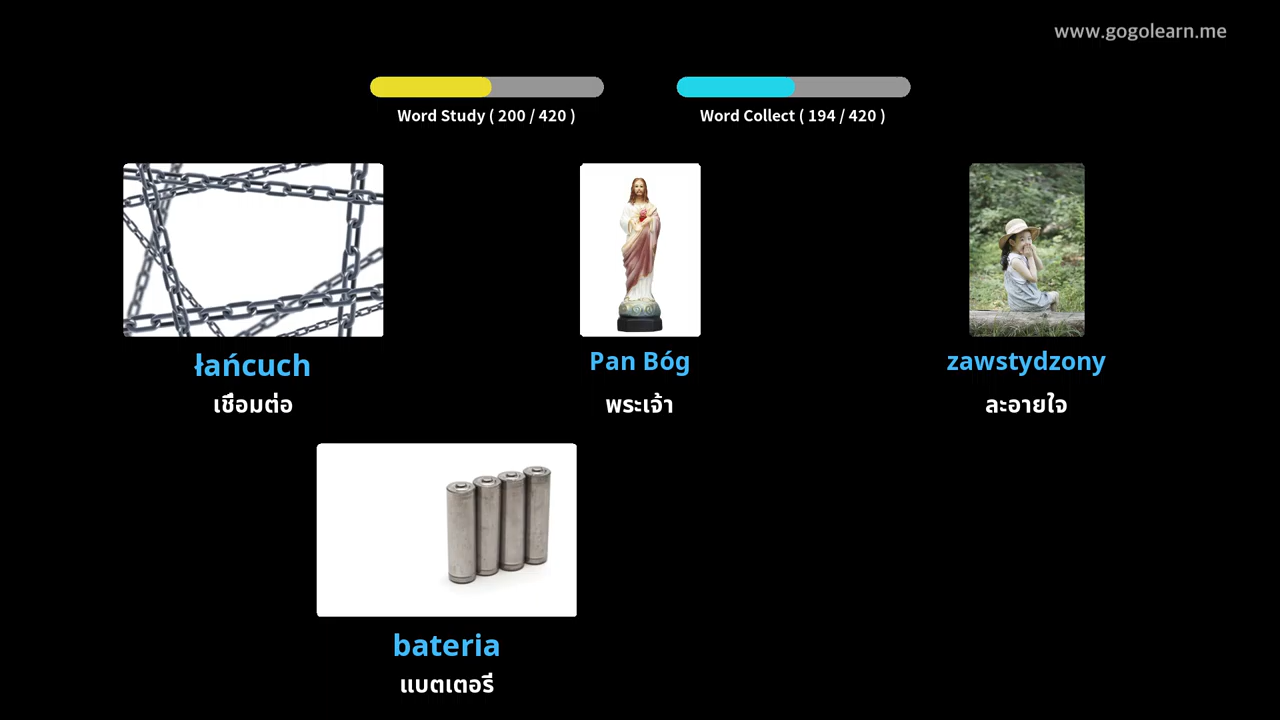 www.gogolearn.me
Word Study ( 200 / 420 )
Word Collect ( 194 / 420 )
łańcuch
Pan Bóg
zawstydzony
เชื่อมต่อ
พระเจ้า
ละอายใจ
bateria
แบตเตอรี่